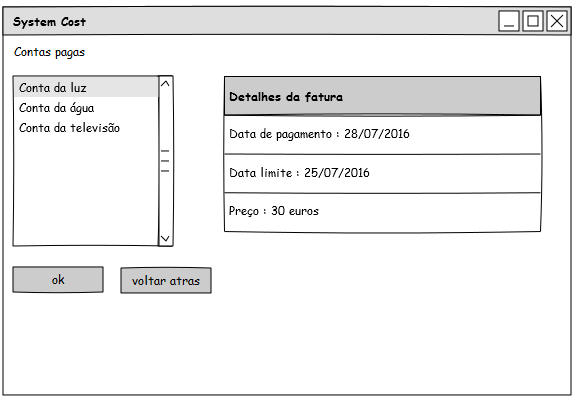 System Cost
Contas pagas
Conta da luz
Conta da água
Conta da televisão
Detalhes da fatura
Data de pagamento : 28/07/2016
Data limite : 25/07/2016
Preço : 30 euros
ok
voltar atras